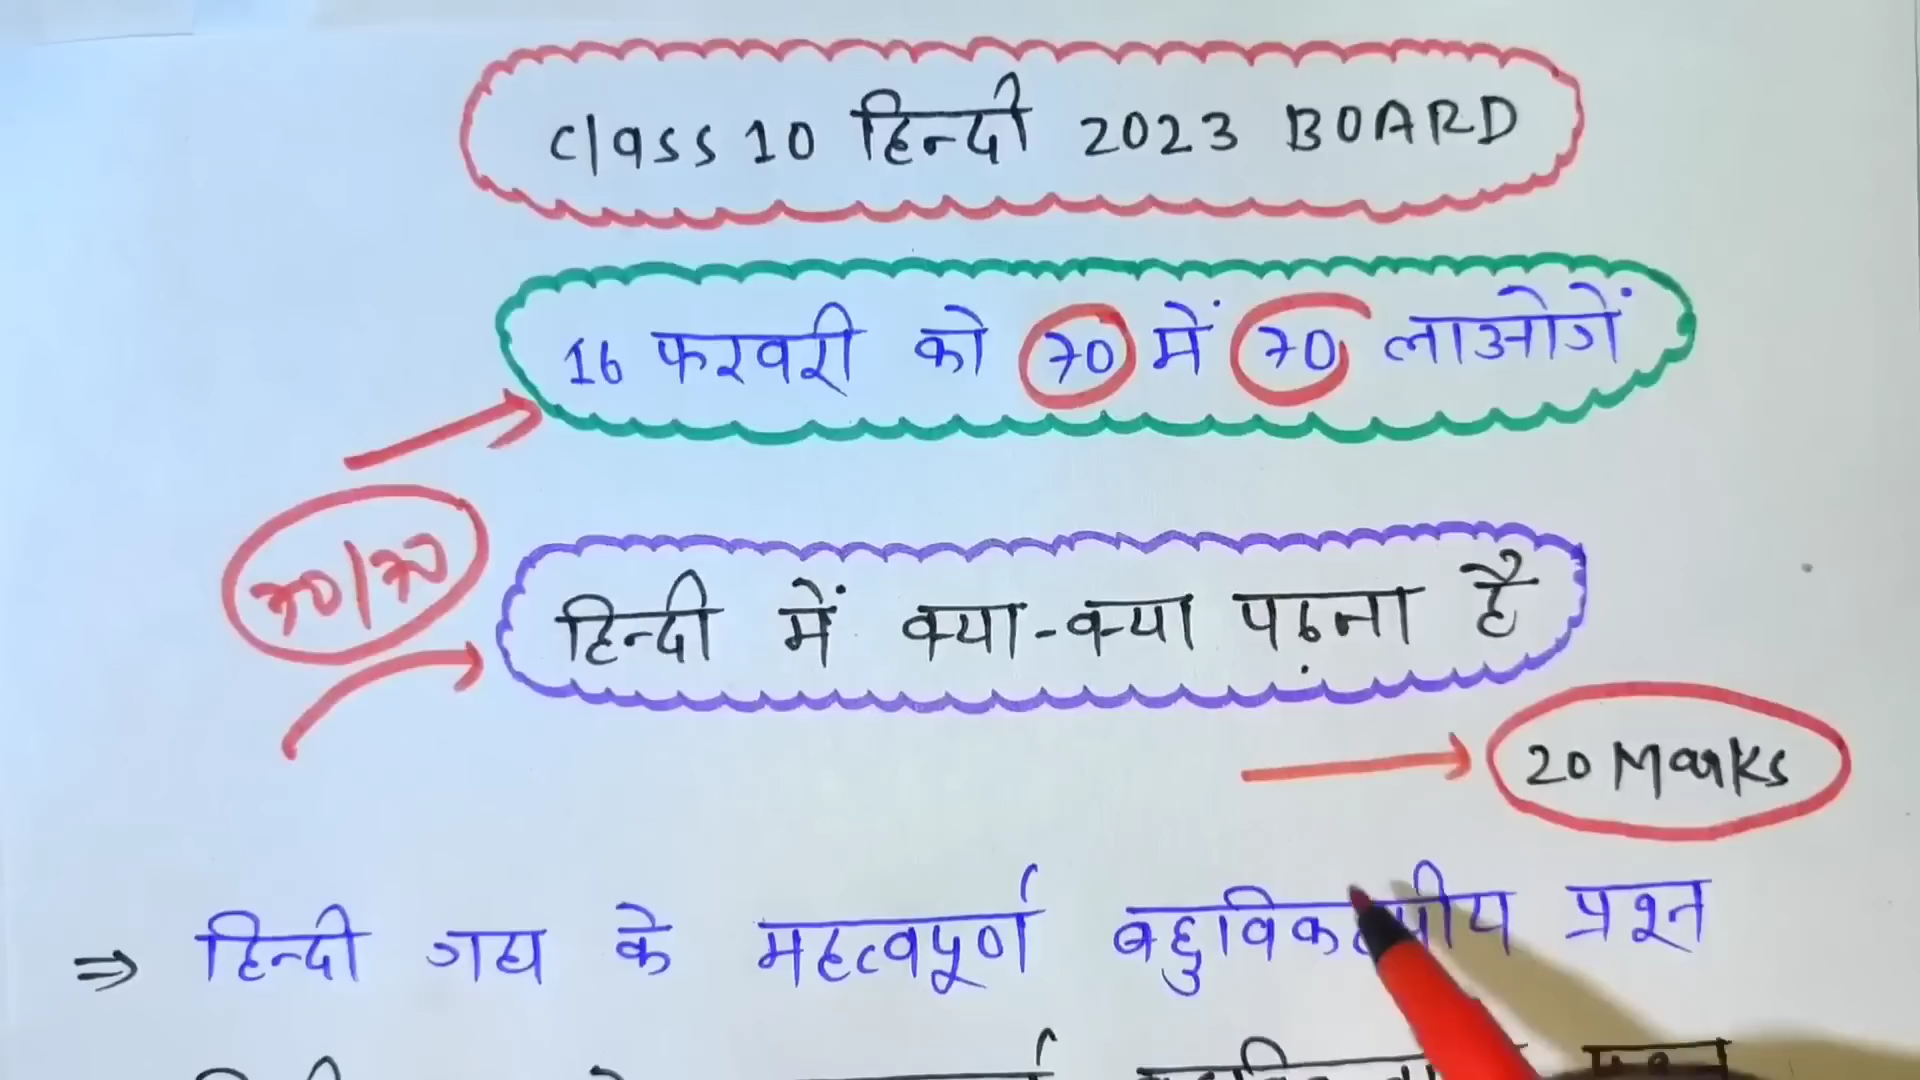 class 10 हिन्दी 2023 BOARD
16 फरवरी को 70 में 70 लाओगें
70/70
हिन्दी में क्या-क्या पढ़ना है
20 Marks
⇒ हिन्दी गद्य के महत्वपूर्ण बहुविकल्पीय प्रश्न